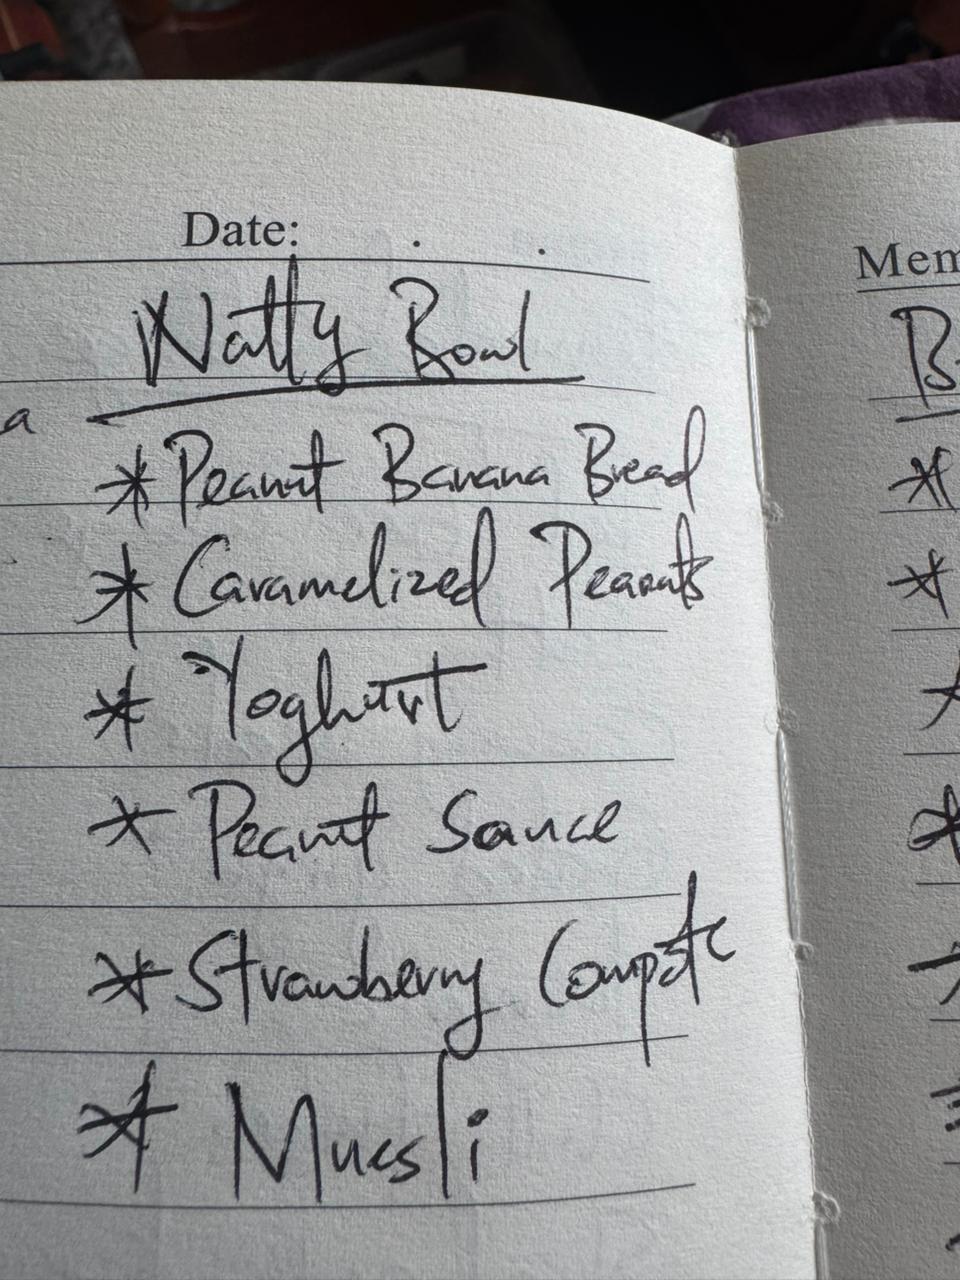 Date: . .
Natty Bowl
* Peanut Banana Bread
* Caramelized Peanuts
* Yoghurt
* Peanut Sauce
* Strawberry Compote
* Muesli
a
Mem
B
*
*